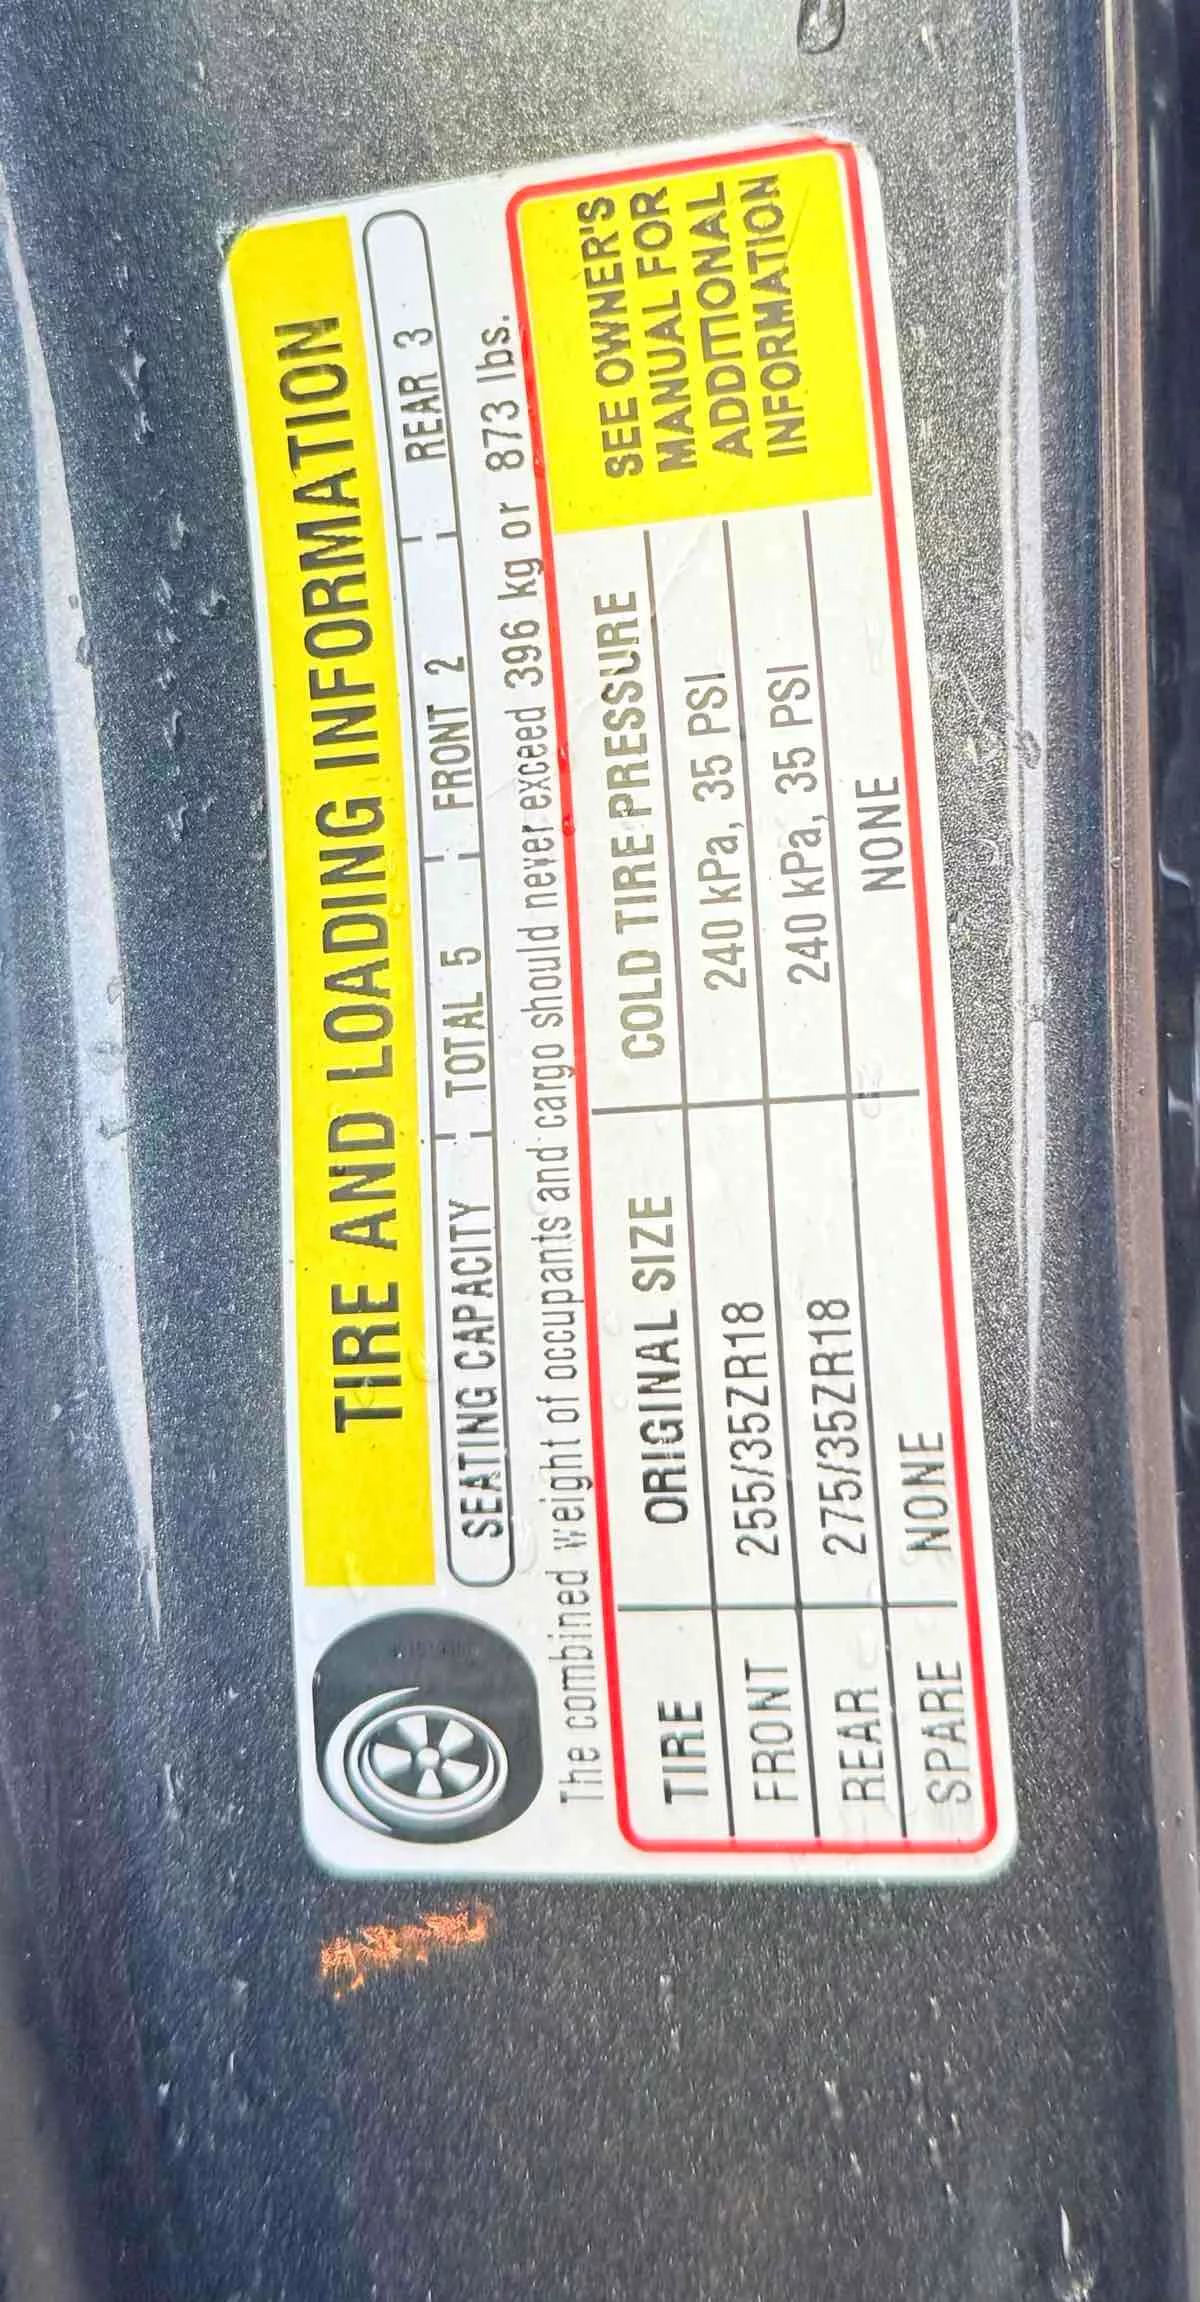 TIRE AND LOADING INFORMATION
SEATING CAPACITY TOTAL 5 FRONT 2 REAR 3
The combined weight of occupants and cargo should never exceed 396 kg or 873 lbs.
TIRE ORIGINAL SIZE COLD TIRE PRESSURE
FRONT 255/35ZR18 240 kPa, 35 PSI
REAR 275/35ZR18 240 kPa, 35 PSI
SPARE NONE NONE
SEE OWNER'S
MANUAL FOR
ADDITIONAL
INFORMATION